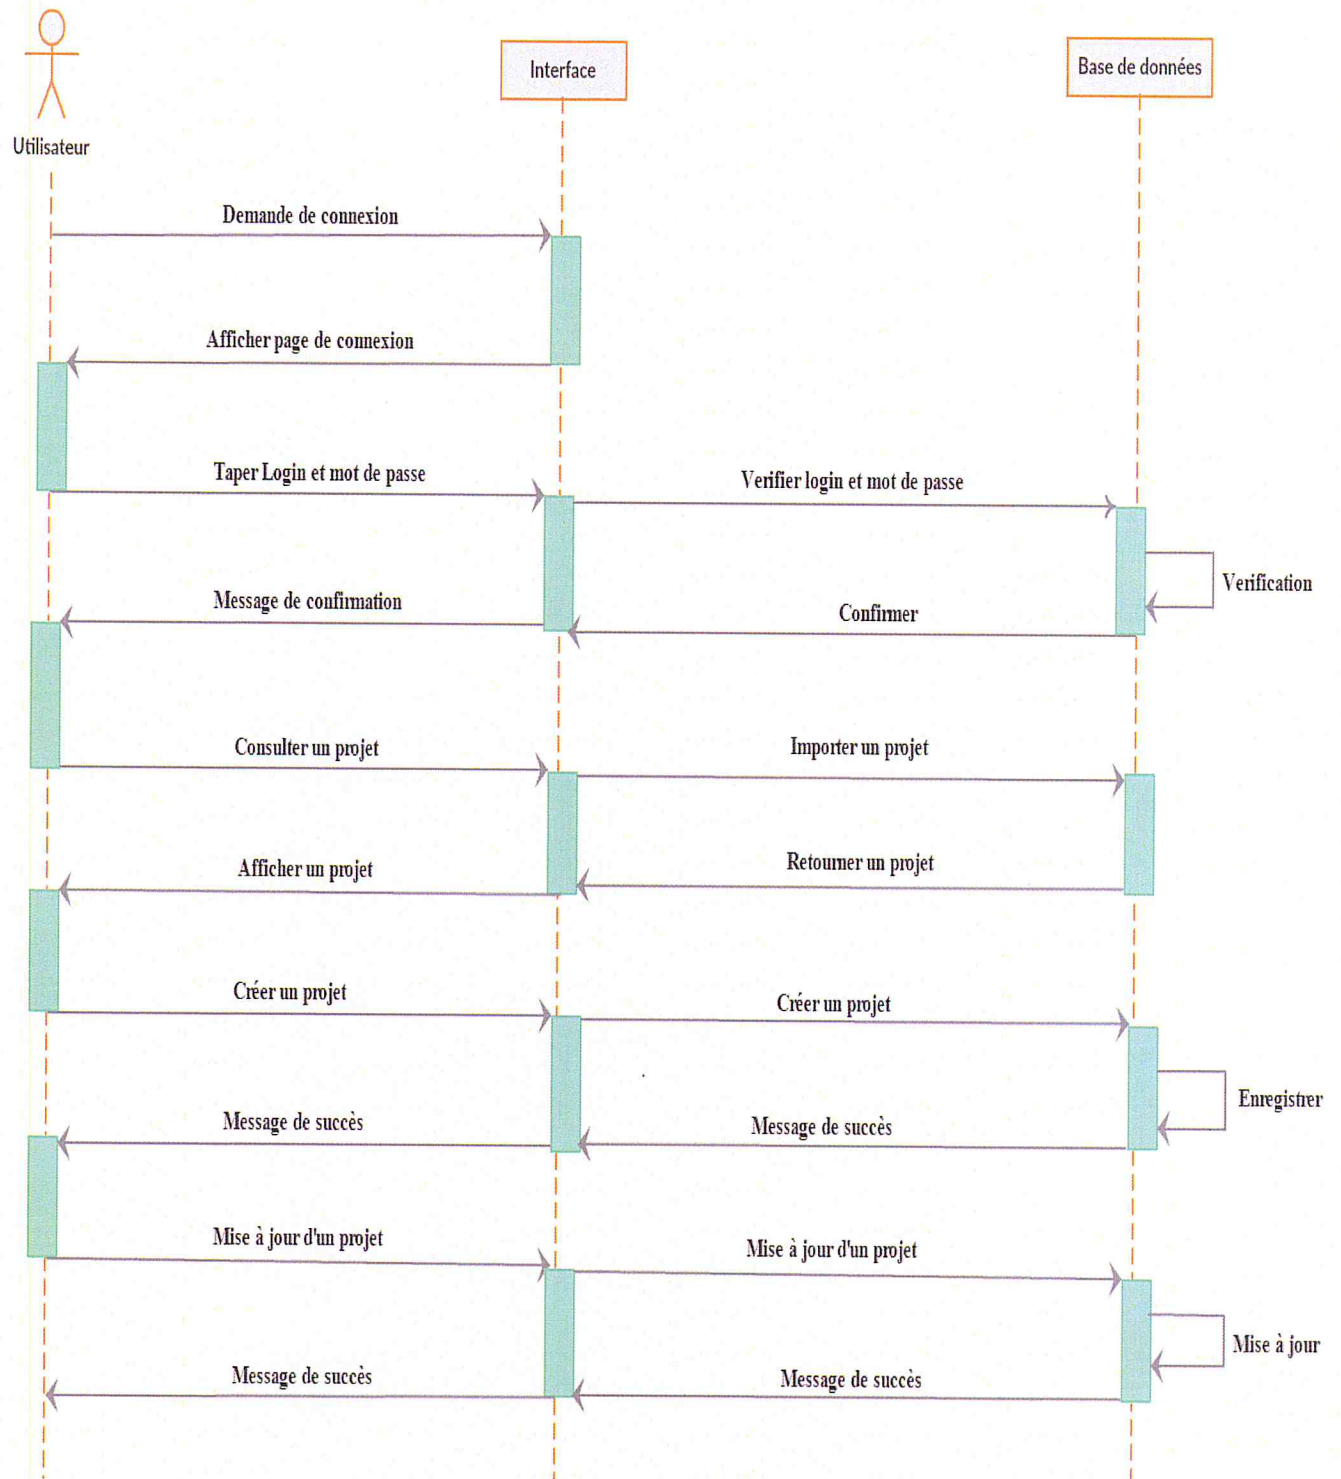 Interface
Base de données
Utilisateur
Demande de connexion
Afficher page de connexion
Taper Login et mot de passe
Verifier login et mot de passe
Verification
Message de confirmation
Confirmer
Consulter un projet
Importer un projet
Afficher un projet
Retourner un projet
Créer un projet
Créer un projet
Enregistrer
Message de succès
Message de succès
Mise à jour d'un projet
Mise à jour d'un projet
Mise à jour
Message de succès
Message de succès